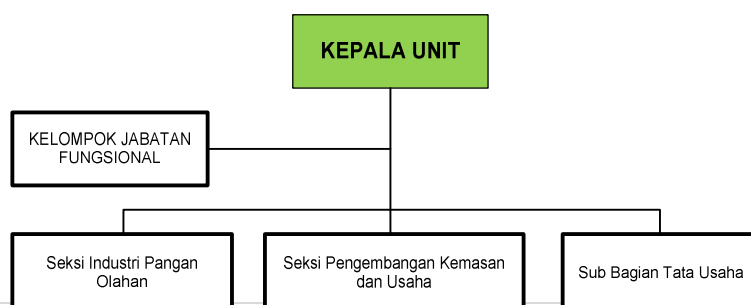 KEPALA UNIT
KELOMPOK JABATAN
FUNGSIONAL
Seksi Industri Pangan
Olahan
Seksi Pengembangan Kemasan
dan Usaha
Sub Bagian Tata Usaha